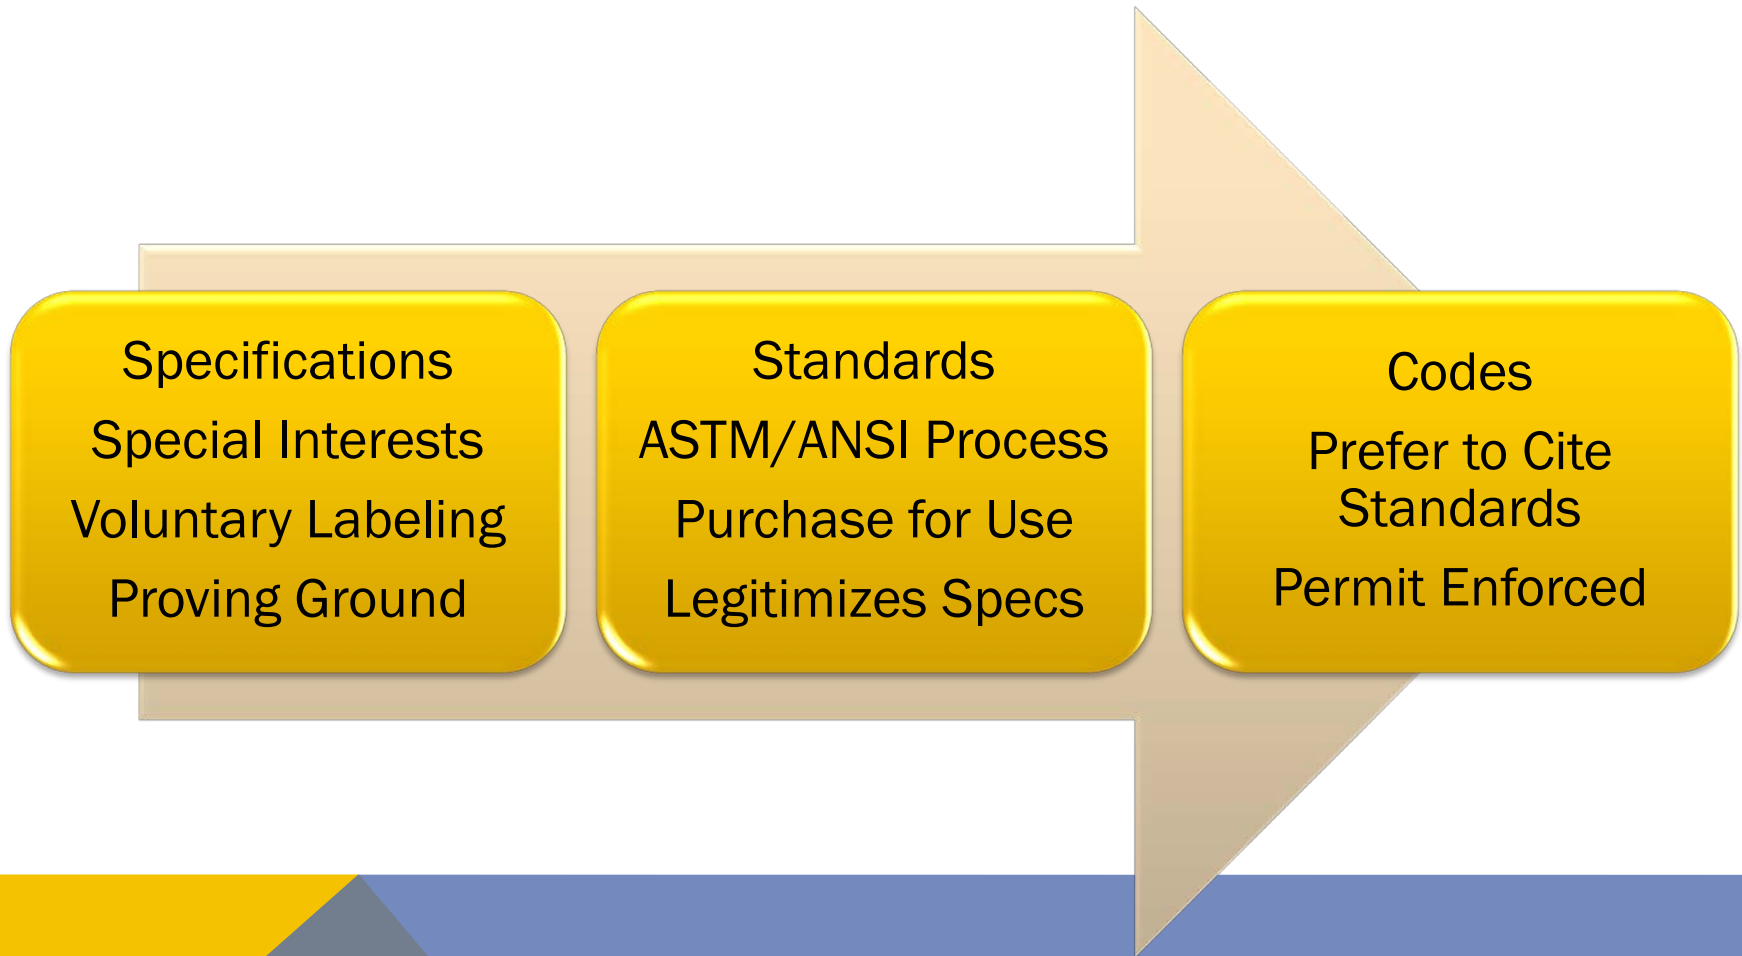 Specifications
Special Interests
Voluntary Labeling
Proving Ground
Standards
ASTM/ANSI Process
Purchase for Use
Legitimizes Specs
Codes
Prefer to Cite
Standards
Permit Enforced